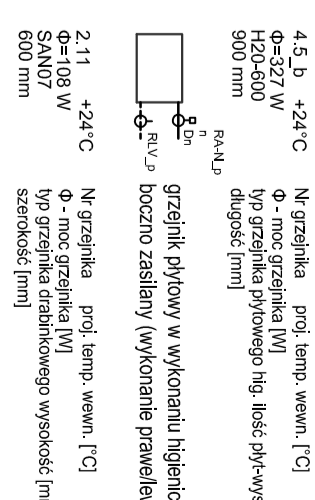 4.5_b +24°C Nr grzejnika proj. temp. wewn. [°C]
Φ=327 W Φ - moc grzejnika [W]
H20-600 typ grzejnika płytowego hig. ilość płyt-wys
900 mm długość [mm]
RA-N_p
n
Dn
RLV_p
grzejnik płytowy w wykonaniu higienic
boczno zasilany (wykonanie prawe/lew
2.11 +24°C Nr grzejnika proj. temp. wewn. [°C]
Φ=108 W Φ - moc grzejnika [W]
SAN07 typ grzejnika drabinkowego wysokość [m
600 mm szerokość [mm]